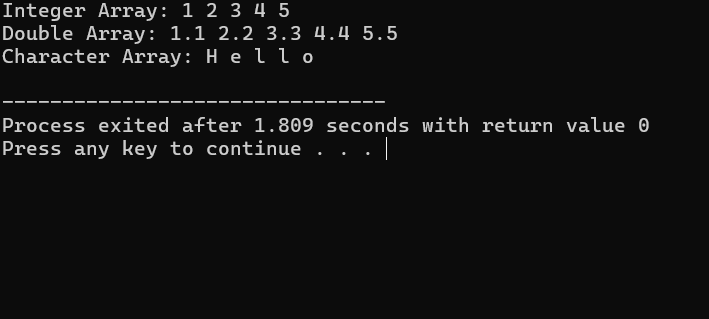 Integer Array: 1 2 3 4 5
Double Array: 1.1 2.2 3.3 4.4 5.5
Character Array: H e l l o
--------------------------------
Process exited after 1.809 seconds with return value 0
Press any key to continue . . .